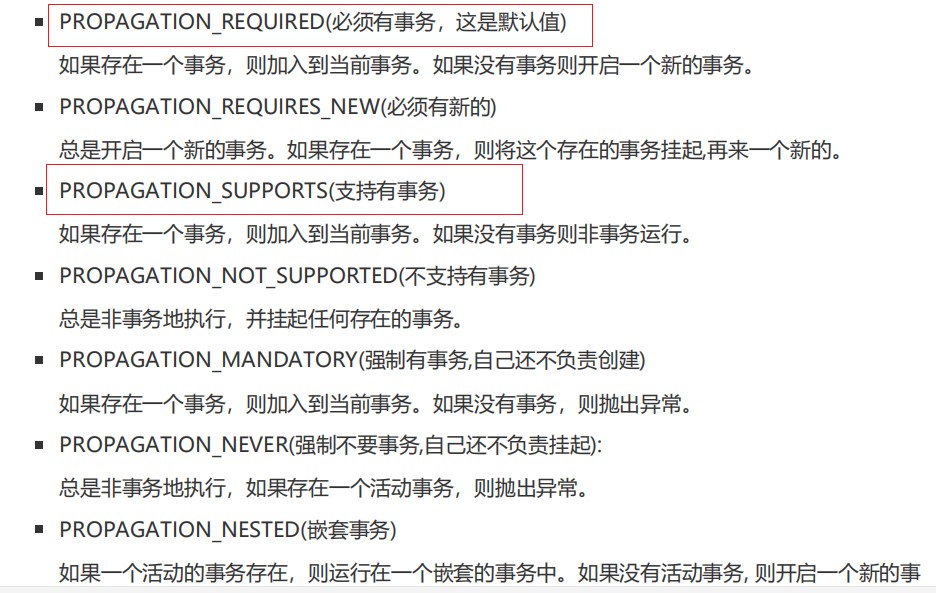 PROPAGATION_REQUIRED(必须有事务，这是默认值)
如果存在一个事务，则加入到当前事务。如果没有事务则开启一个新的事务。
PROPAGATION_REQUIRES_NEW(必须有新的)
总是开启一个新的事务。如果存在一个事务，则将这个存在的事务挂起,再来一个新的。
PROPAGATION_SUPPORTS(支持有事务)
如果存在一个事务，则加入到当前事务。如果没有事务则非事务运行。
PROPAGATION_NOT_SUPPORTED(不支持有事务)
总是非事务地执行，并挂起任何存在的事务。
PROPAGATION_MANDATORY(强制有事务,自己还不负责创建)
如果存在一个事务，则加入到当前事务。如果没有事务，则抛出异常。
PROPAGATION_NEVER(强制不要事务,自己还不负责挂起):
总是非事务地执行，如果存在一个活动事务，则抛出异常。
PROPAGATION_NESTED(嵌套事务)
如果一个活动的事务存在，则运行在一个嵌套的事务中。如果没有活动事务, 则开启一个新的事